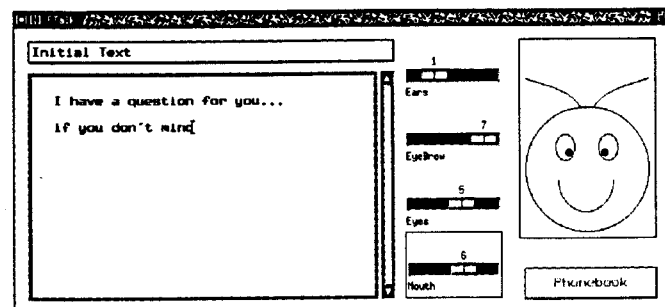 Initial Text
I have a question for you...
if you don't mind
1
Ears
7
EyeBrow
5
Eyes
6
Mouth
Phonebook